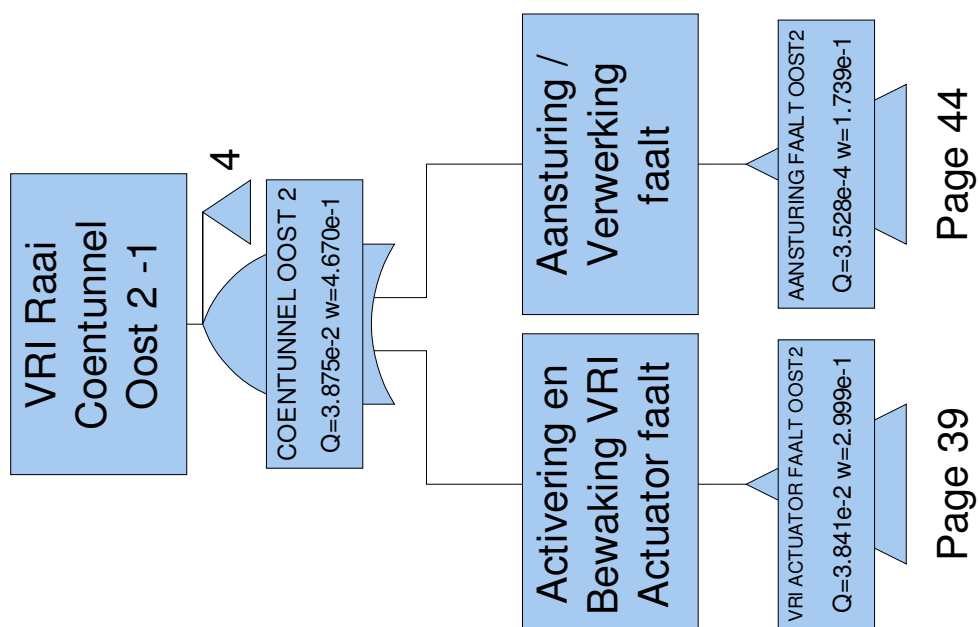 VRI Raai
Coentunnel
Oost 2 -1
4
COENTUNNEL OOST 2
Q=3.875e-2 w=4.670e-1
Activering en
Bewaking VRI
Actuator faalt
VRI ACTUATOR FAALT OOST2
Q=3.841e-2 w=2.999e-1
Page 39
Aansturing /
Verwerking
faalt
AANSTURING FAALT OOST2
Q=3.528e-4 w=1.739e-1
Page 44